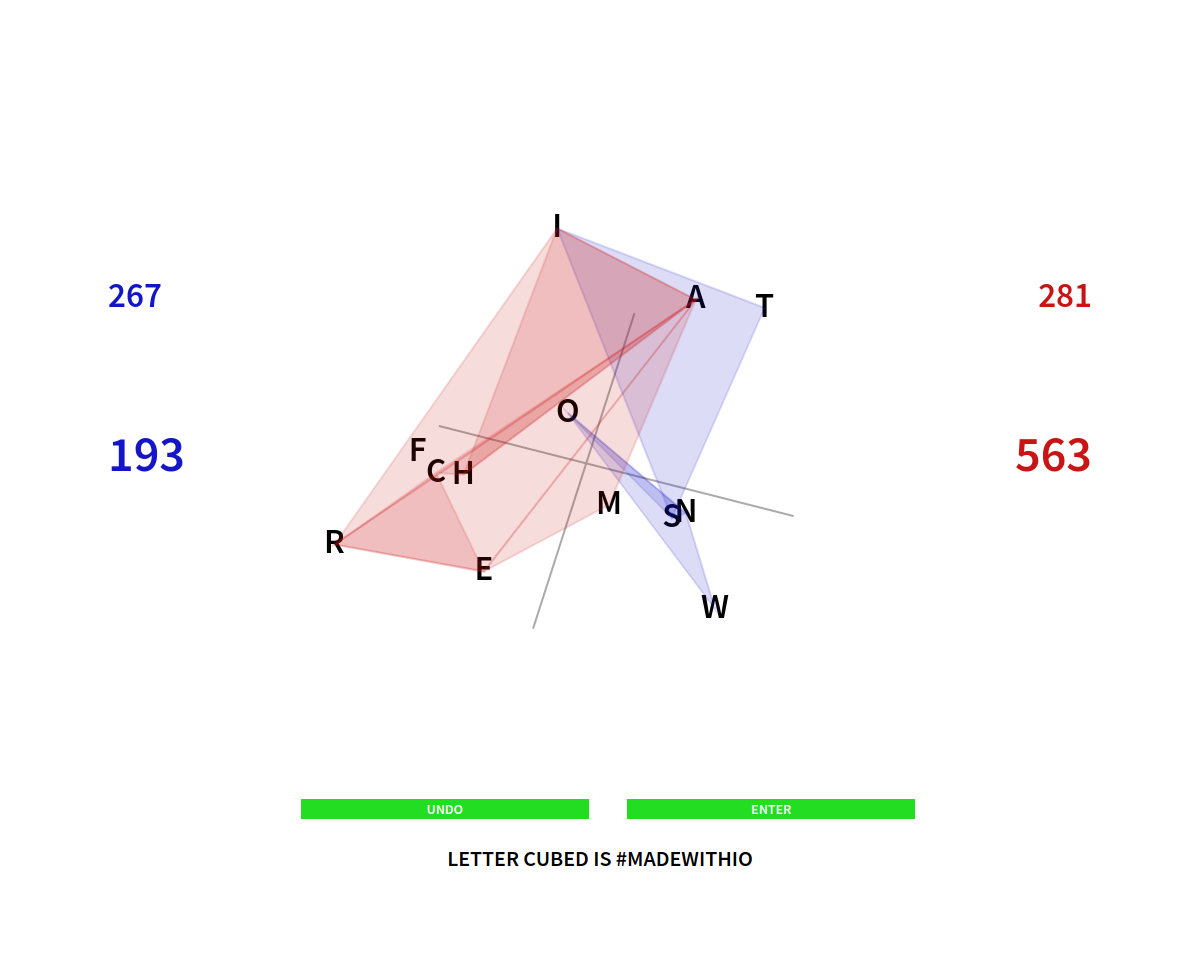 I
267
A T
281
O
193
F
C H
563
M
S N
R
E
W
UNDO ENTER
LETTER CUBED IS #MADEWITHIO